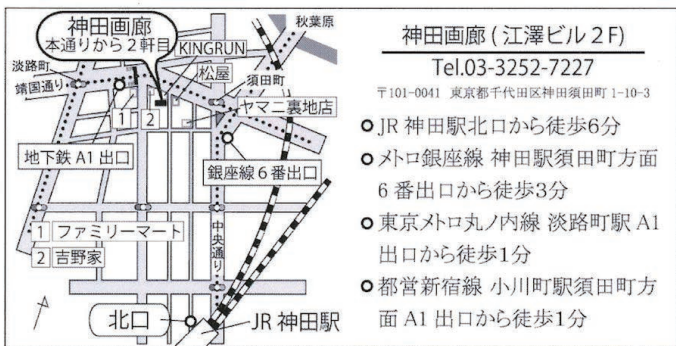 神田画廊
本通りから2軒目
秋葉原
KINGRUN
淡路町
松屋
須田町
靖国通り
1
2
ヤマニ裏地店
地下鉄 A1 出口
銀座線6番出口
1 ファミリーマート
2 吉野家
中央通り
北口
JR 神田駅
神田画廊 (江澤ビル2F)
Tel.03-3252-7227
〒101-0041 東京都千代田区神田須田町 1-10-3
JR 神田駅北口から徒歩6分
メトロ銀座線 神田駅須田町方面
6番出口から徒歩3分
東京メトロ丸ノ内線 淡路町駅 A1
出口から徒歩1分
都営新宿線 小川町駅須田町方
面 A1 出口から徒歩1分